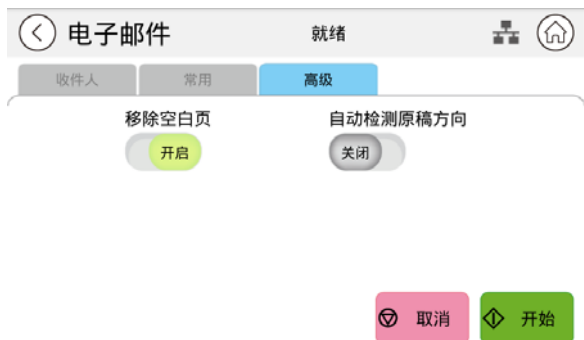 电子邮件 就绪
收件人 常用 高级
移除空白页 自动检测原稿方向
开启 关闭
取消 开始